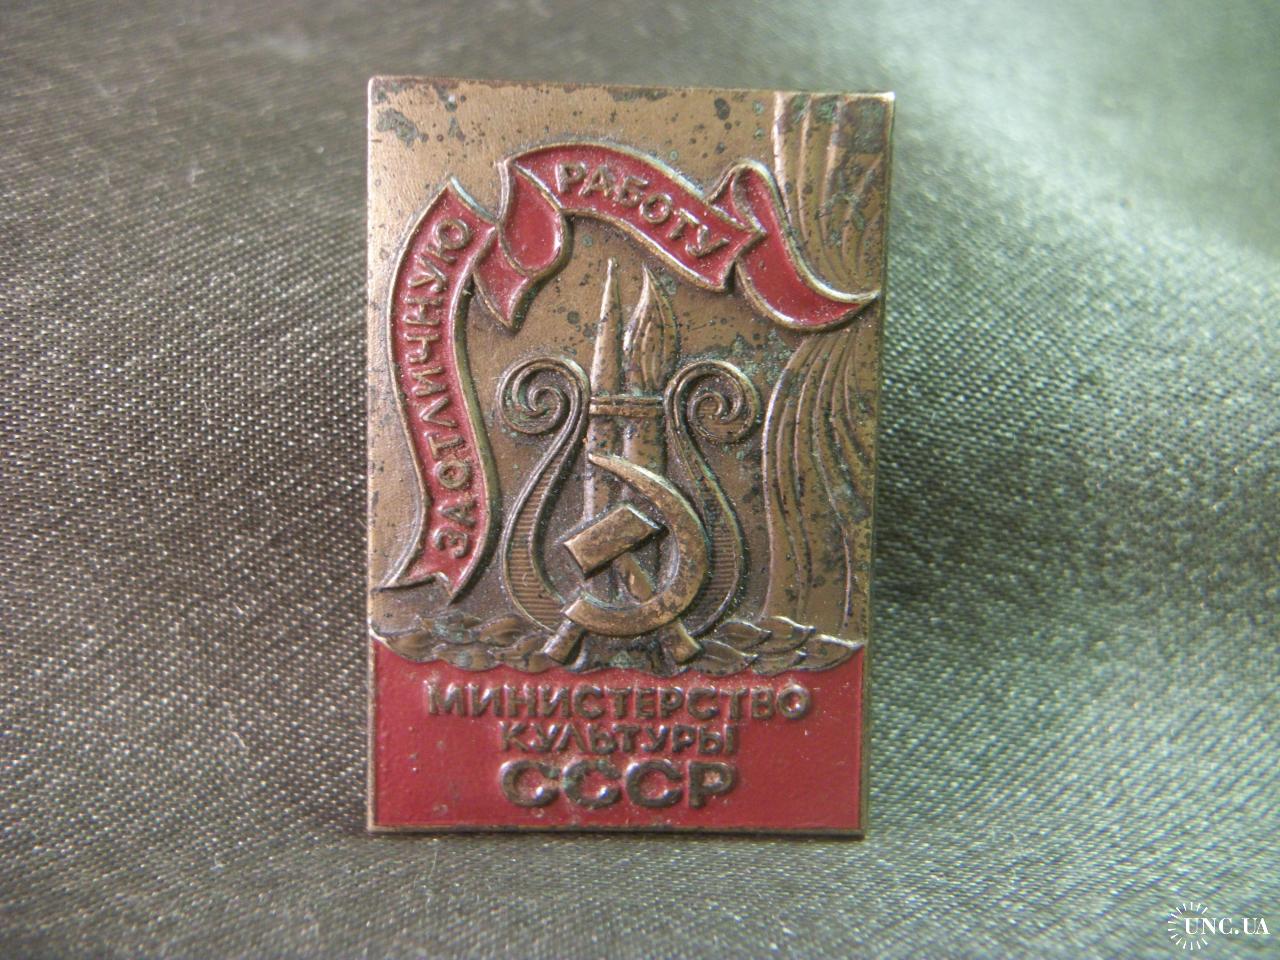 ЗА ОТЛИЧНУЮ РАБОТУ
МИНИСТЕРСТВО
КУЛЬТУРЫ
СССР
UNC.UA